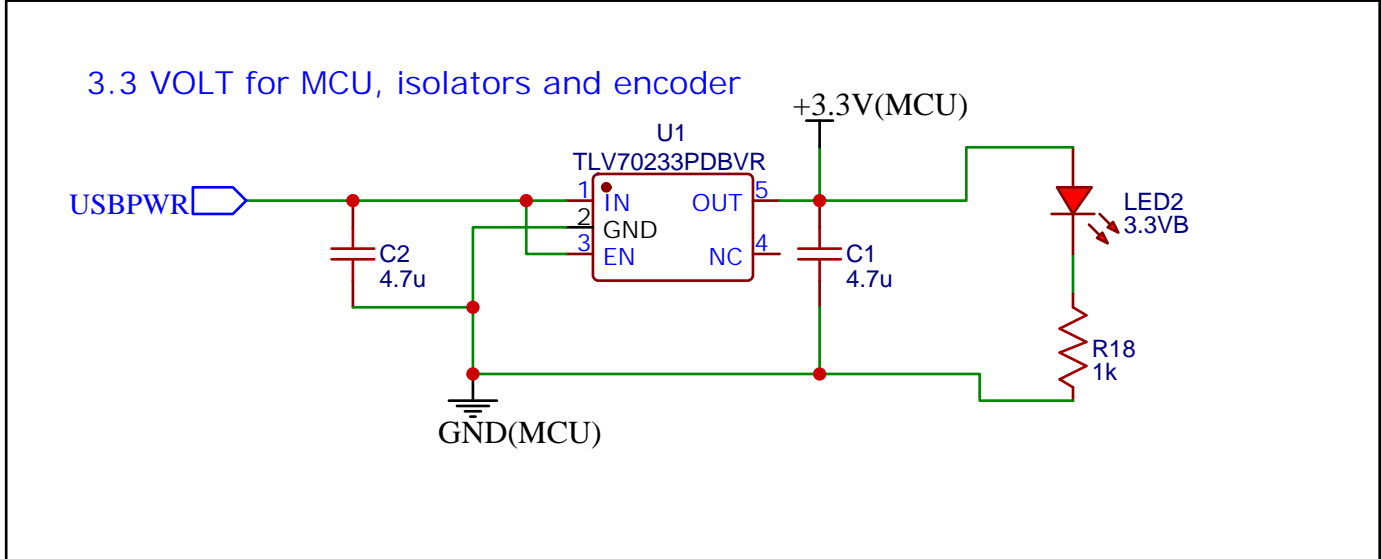 3.3 VOLT for MCU, isolators and encoder
+3.3V(MCU)
U1
TLV70233PDBVR
USBPWR
1
IN
OUT
5
2
GND
3
EN
NC
4
C2
4.7u
C1
4.7u
LED2
3.3VB
R18
1k
GND(MCU)